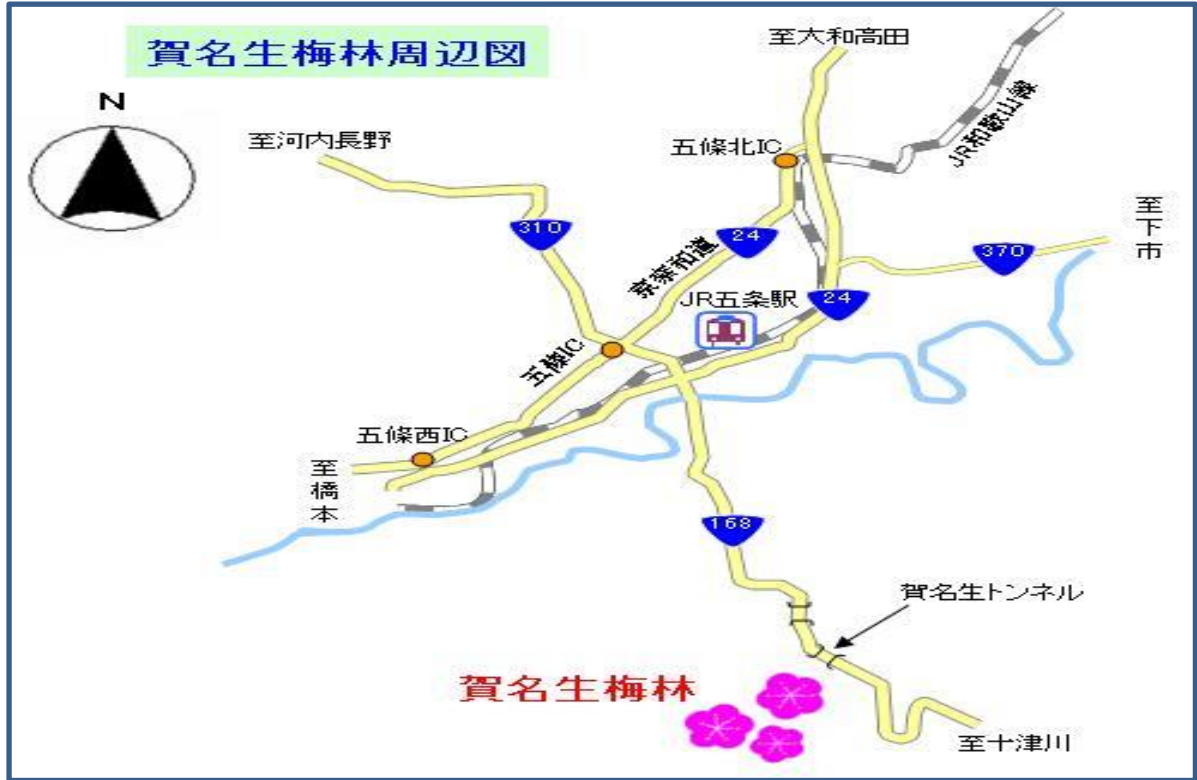 賀名生梅林周辺図
N
至大和高田
至河内長野
五條北IC
JR和歌山線
至下市
310
24
370
京奈和道
JR五条駅
24
五條IC
五條西IC
至橋本
168
賀名生トンネル
賀名生梅林
至十津川